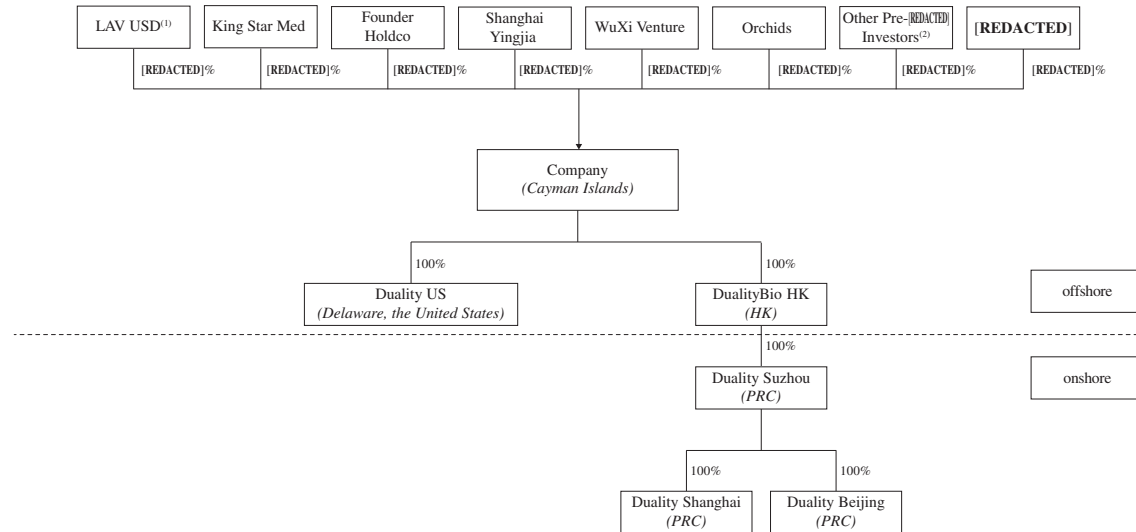 LAV USD(1)
King Star Med
Founder
Holdco
Shanghai
Yingjia
WuXi Venture
Orchids
Other Pre-[REDACTED]
Investors(2)
[REDACTED]
[REDACTED]%
[REDACTED]%
[REDACTED]%
[REDACTED]%
[REDACTED]%
[REDACTED]%
[REDACTED]%
[REDACTED]%
Company
(Cayman Islands)
100%
100%
Duality US
(Delaware, the United States)
DualityBio HK
(HK)
offshore
100%
Duality Suzhou
(PRC)
onshore
100%
100%
Duality Shanghai
(PRC)
Duality Beijing
(PRC)